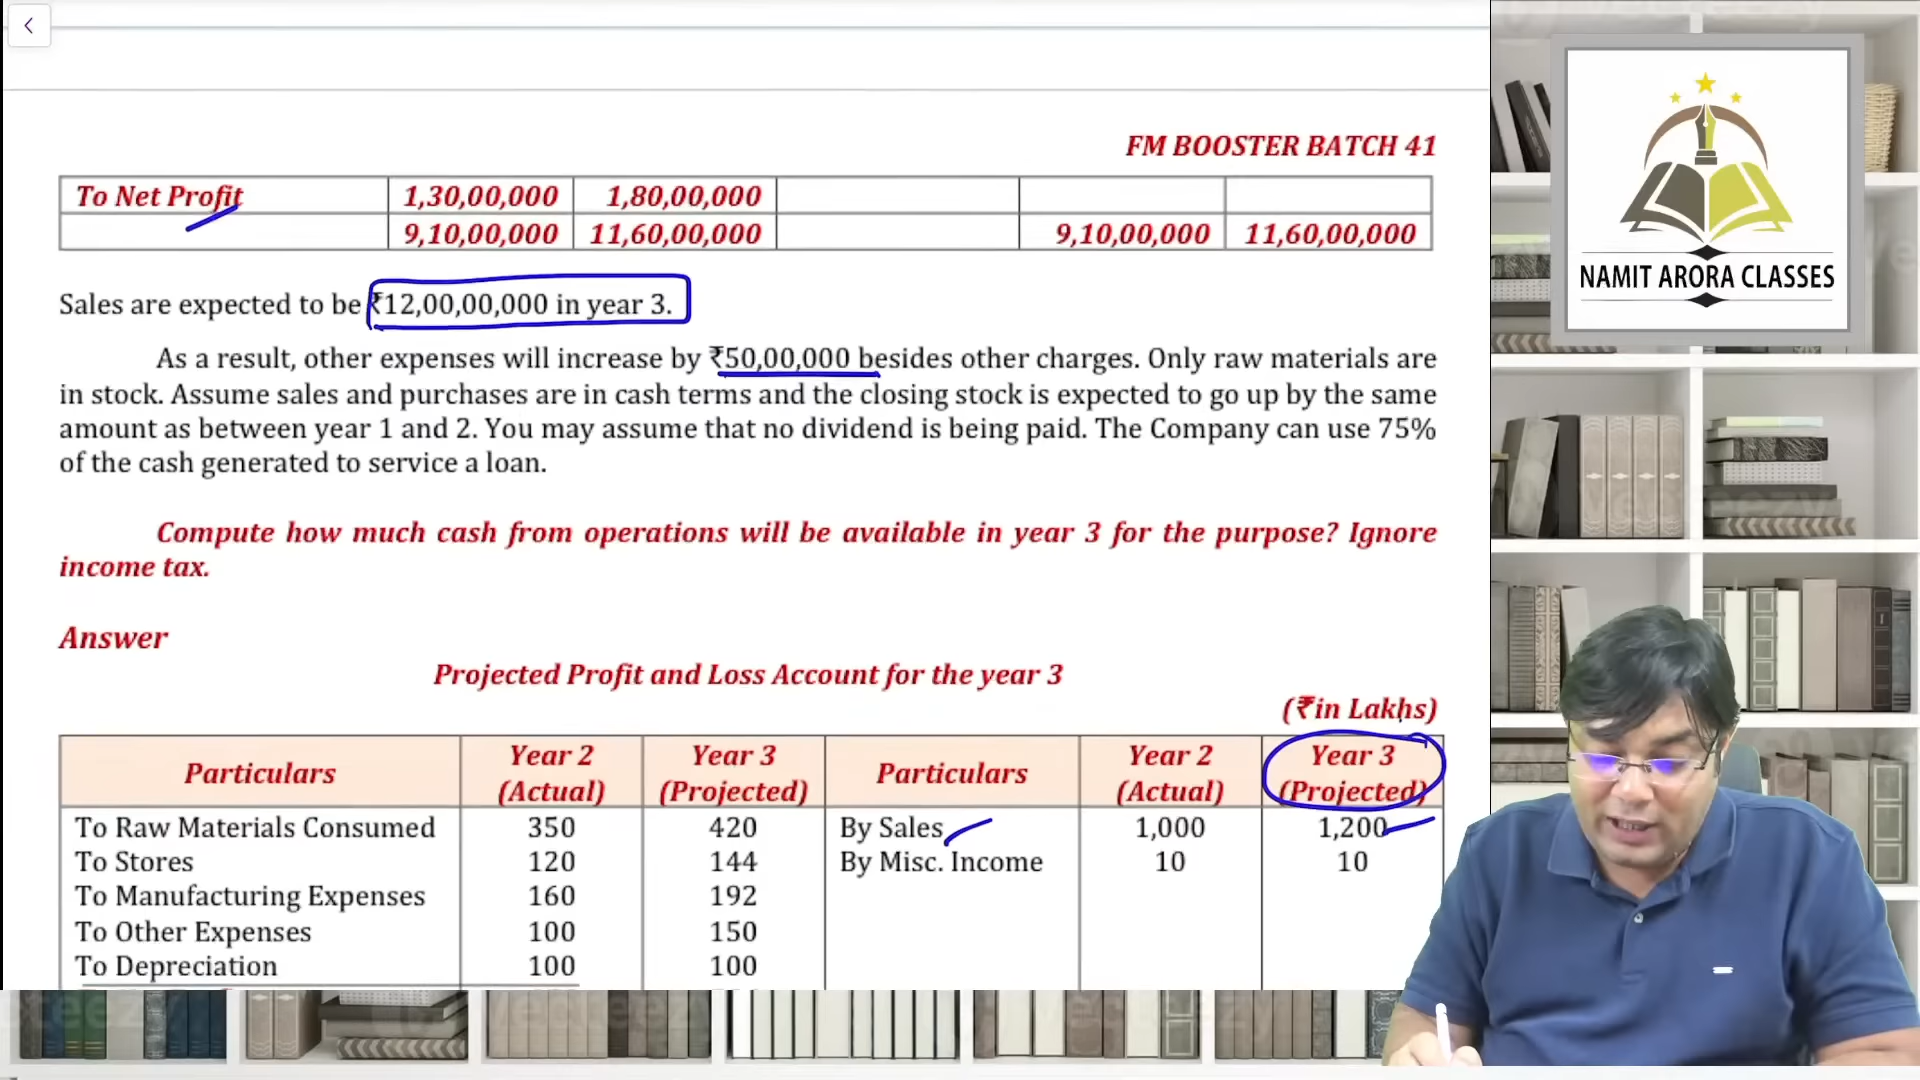 FM BOOSTER BATCH 41
To Net Profit 1,30,00,000 1,80,00,000
9,10,00,000 11,60,00,000 9,10,00,000 11,60,00,000
Sales are expected to be ₹12,00,00,000 in year 3.
As a result, other expenses will increase by ₹50,00,000 besides other charges. Only raw materials are
in stock. Assume sales and purchases are in cash terms and the closing stock is expected to go up by the same
amount as between year 1 and 2. You may assume that no dividend is being paid. The Company can use 75%
of the cash generated to service a loan.
Compute how much cash from operations will be available in year 3 for the purpose? Ignore
income tax.
Answer
Projected Profit and Loss Account for the year 3
(₹in Lakhs)
Particulars Year 2 (Actual) Year 3 (Projected) Particulars Year 2 (Actual) Year 3 (Projected)
To Raw Materials Consumed 350 420 By Sales 1,000 1,200
To Stores 120 144 By Misc. Income 10 10
To Manufacturing Expenses 160 192
To Other Expenses 100 150
To Depreciation 100 100
NAMIT ARORA CLASSES